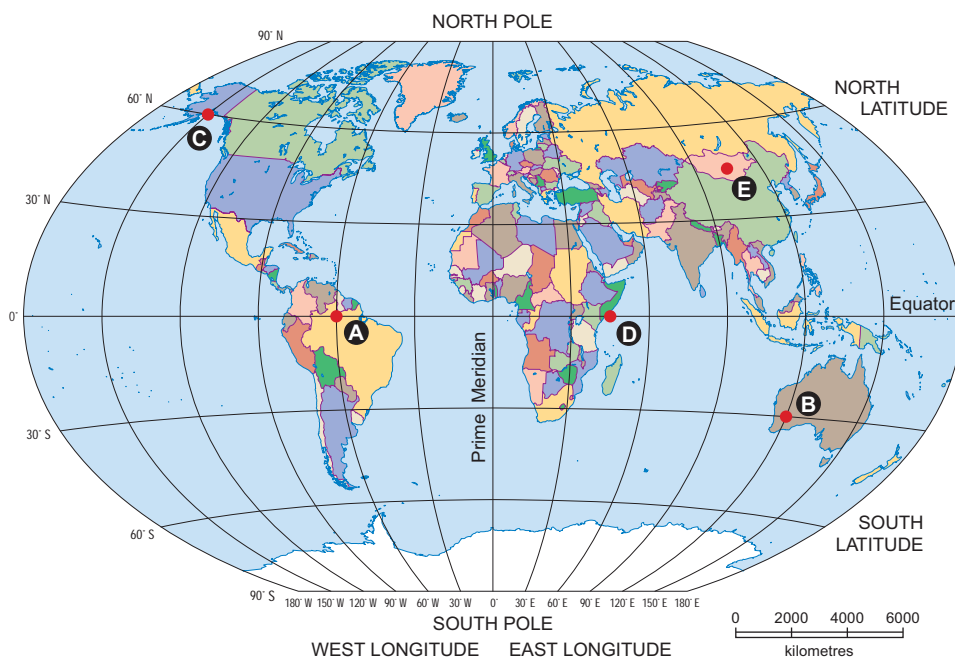 NORTH POLE
90° N
60° N
NORTH
LATITUDE
C
E
30° N
Equator
0°
A
D
Prime Meridian
B
30° S
60° S
SOUTH
LATITUDE
90° S
180° W 150° W 120° W 90° W 60° W 30° W 0° 30° E 60° E 90° E 120° E 150° E 180° E
SOUTH POLE
0 2000 4000 6000
kilometres
WEST LONGITUDE EAST LONGITUDE